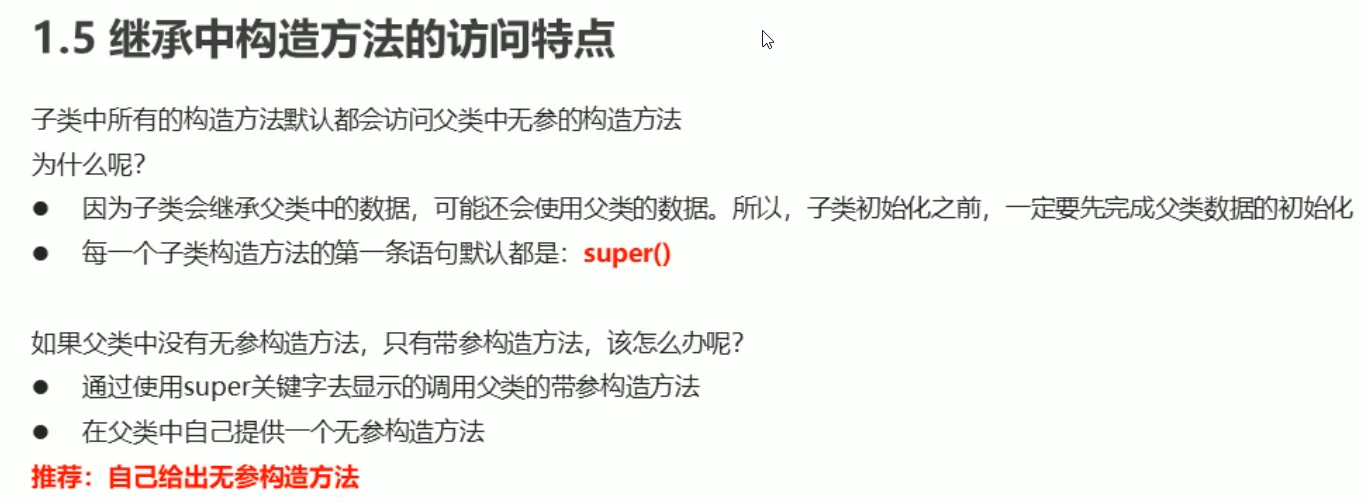 1.5 继承中构造方法的访问特点
子类中所有的构造方法默认都会访问父类中无参的构造方法
为什么呢？
● 因为子类会继承父类中的数据，可能还会使用父类的数据。所以，子类初始化之前，一定要先完成父类数据的初始化
● 每一个子类构造方法的第一条语句默认都是：super()
如果父类中没有无参构造方法，只有带参构造方法，该怎么办呢？
● 通过使用super关键字去显示的调用父类的带参构造方法
● 在父类中自己提供一个无参构造方法
推荐：自己给出无参构造方法